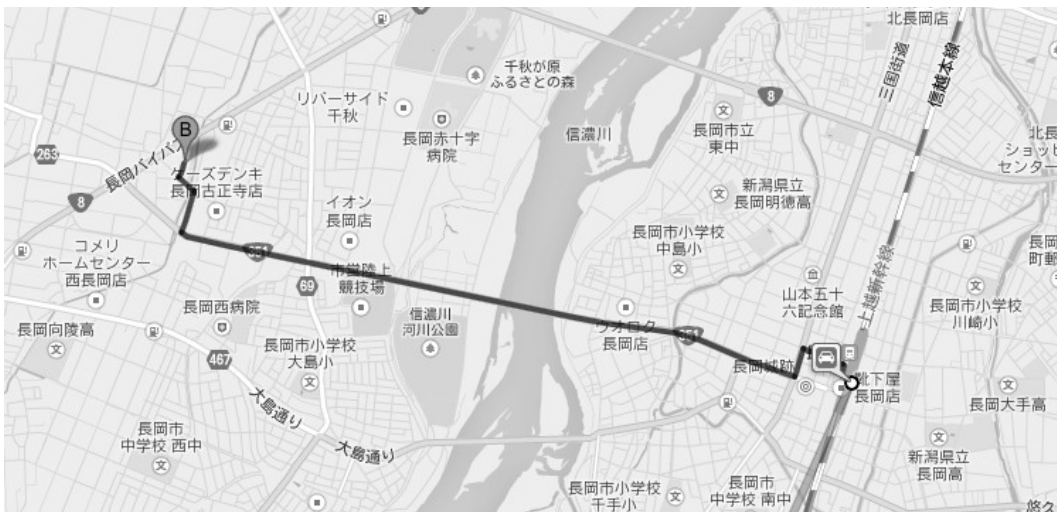 北越
長岡店
三国街道
信越本線
8
千秋が原
ふるさとの森
リバーサイド
千秋
長岡赤十字
病院
信濃川
長岡市立
東中
新潟県立
長岡明徳高
ショッピ
センター
B
263
長岡バイパス
8
ケーズデンキ
長岡古正寺店
イオン
長岡店
コメリ
ホームセンター
西長岡店
351
市営陸上
競技場
69
長岡西病院
信濃川
河川公園
長岡向陵高
長岡市小学校
大島小
467
大島通り
大島通り
長岡市
中学校 西中
長岡市小学校
中島小
山本五十
六記念館
上越新幹線
長岡市小学校
川崎小
ウオロク
長岡店
351
長岡城跡
靴下屋
長岡店
長岡大手高
新潟県立
長岡高
長岡市小学校
千手小
長岡市
中学校 南中
悠久